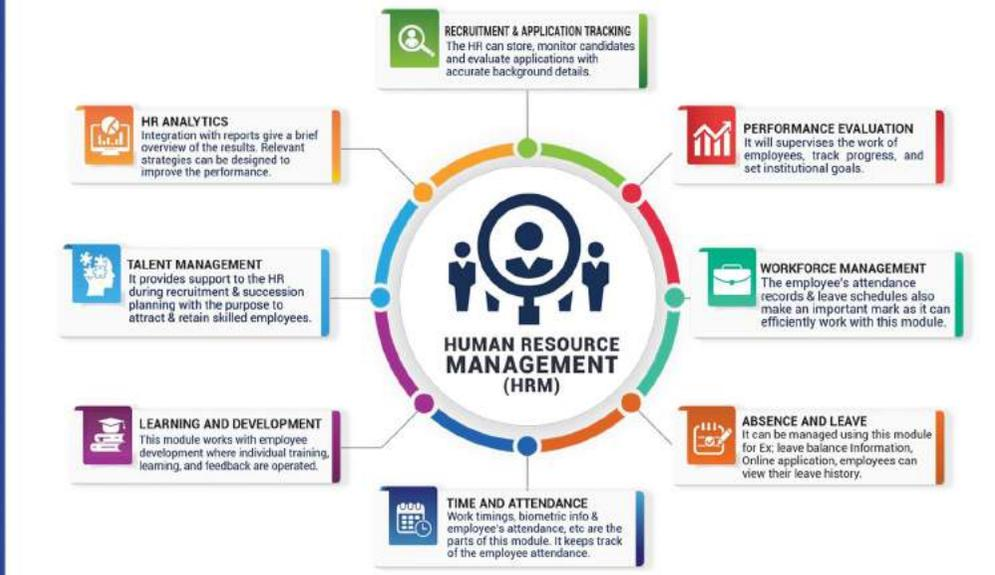 RECRUITMENT & APPLICATION TRACKING
The HR can store, monitor candidates
and evaluate applications with
accurate background details.
HR ANALYTICS
Integration with reports give a brief
overview of the results. Relevant
strategies can be designed to
improve the performance.
PERFORMANCE EVALUATION
It will supervises the work of
employees, track progress, and
set institutional goals.
TALENT MANAGEMENT
It provides support to the HR
during recruitment & succession
planning with the purpose to
attract & retain skilled employees.
WORKFORCE MANAGEMENT
The employee's attendance
records & leave schedules also
make an important mark as it can
efficiently work with this module.
HUMAN RESOURCE
MANAGEMENT
(HRM)
LEARNING AND DEVELOPMENT
This module works with employee
development where individual training,
learning, and feedback are operated.
ABSENCE AND LEAVE
It can be managed using this module
for Ex; leave balance Information,
Online application, employees can
view their leave history.
TIME AND ATTENDANCE
Work timings, biometric info &
employee's attendance, etc are the
parts of this module. It keeps track
of the employee attendance.